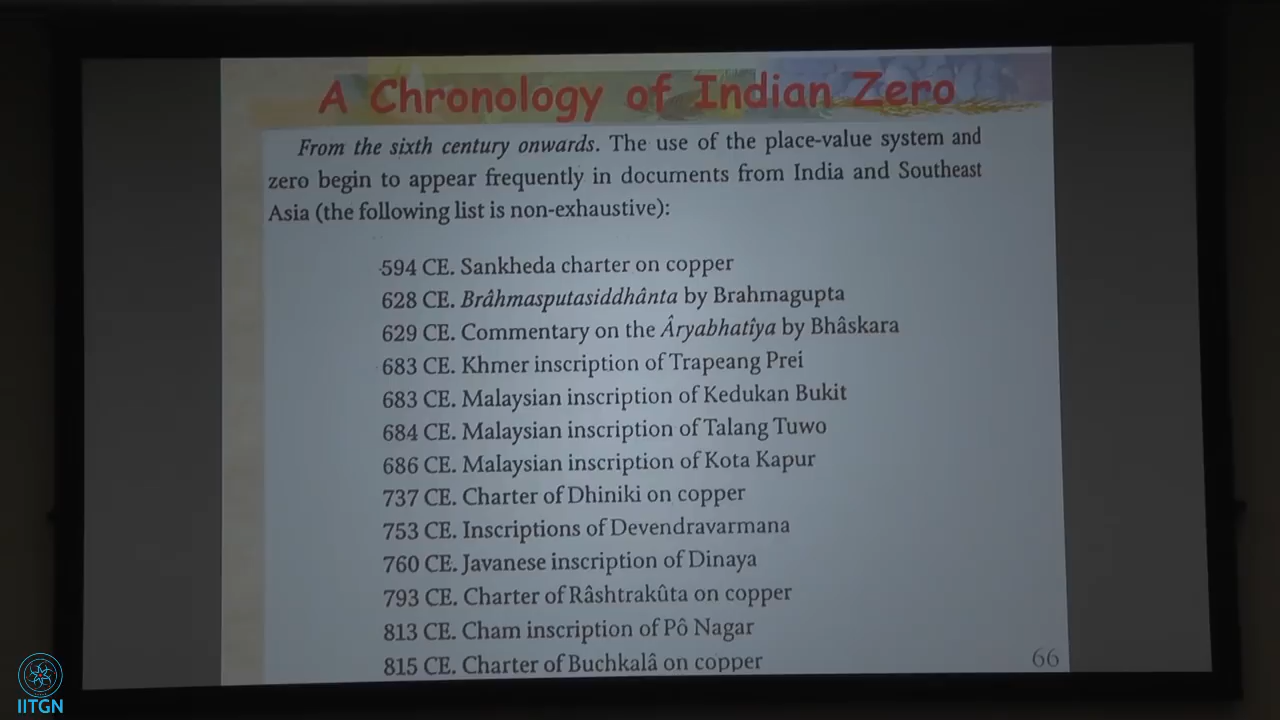 A Chronology of Indian Zero
From the sixth century onwards. The use of the place-value system and
zero begin to appear frequently in documents from India and Southeast
Asia (the following list is non-exhaustive):
594 CE. Sankheda charter on copper
628 CE. Brâhmasputasiddhânta by Brahmagupta
629 CE. Commentary on the Âryabhatîya by Bhâskara
683 CE. Khmer inscription of Trapeang Prei
683 CE. Malaysian inscription of Kedukan Bukit
684 CE. Malaysian inscription of Talang Tuwo
686 CE. Malaysian inscription of Kota Kapur
737 CE. Charter of Dhiniki on copper
753 CE. Inscriptions of Devendravarmana
760 CE. Javanese inscription of Dinaya
793 CE. Charter of Râshtrakûta on copper
813 CE. Cham inscription of Pô Nagar
815 CE. Charter of Buchkalâ on copper
66
IITGN